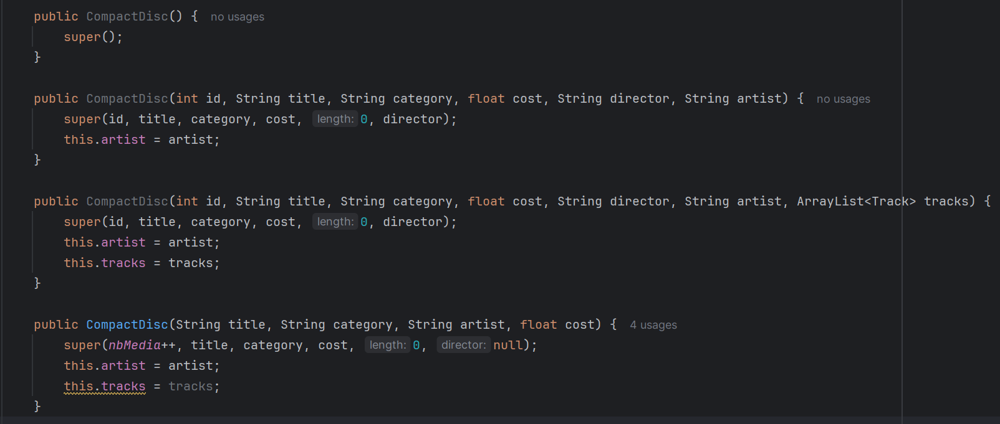 public CompactDisc() { no usages
super();
}
public CompactDisc(int id, String title, String category, float cost, String director, String artist) { no usages
super(id, title, category, cost, length: 0, director);
this.artist = artist;
}
public CompactDisc(int id, String title, String category, float cost, String director, String artist, ArrayList<Track> tracks) {
super(id, title, category, cost, length: 0, director);
this.artist = artist;
this.tracks = tracks;
}
public CompactDisc(String title, String category, String artist, float cost) { 4 usages
super(nbMedia++, title, category, cost, length: 0, director: null);
this.artist = artist;
this.tracks = tracks;
}